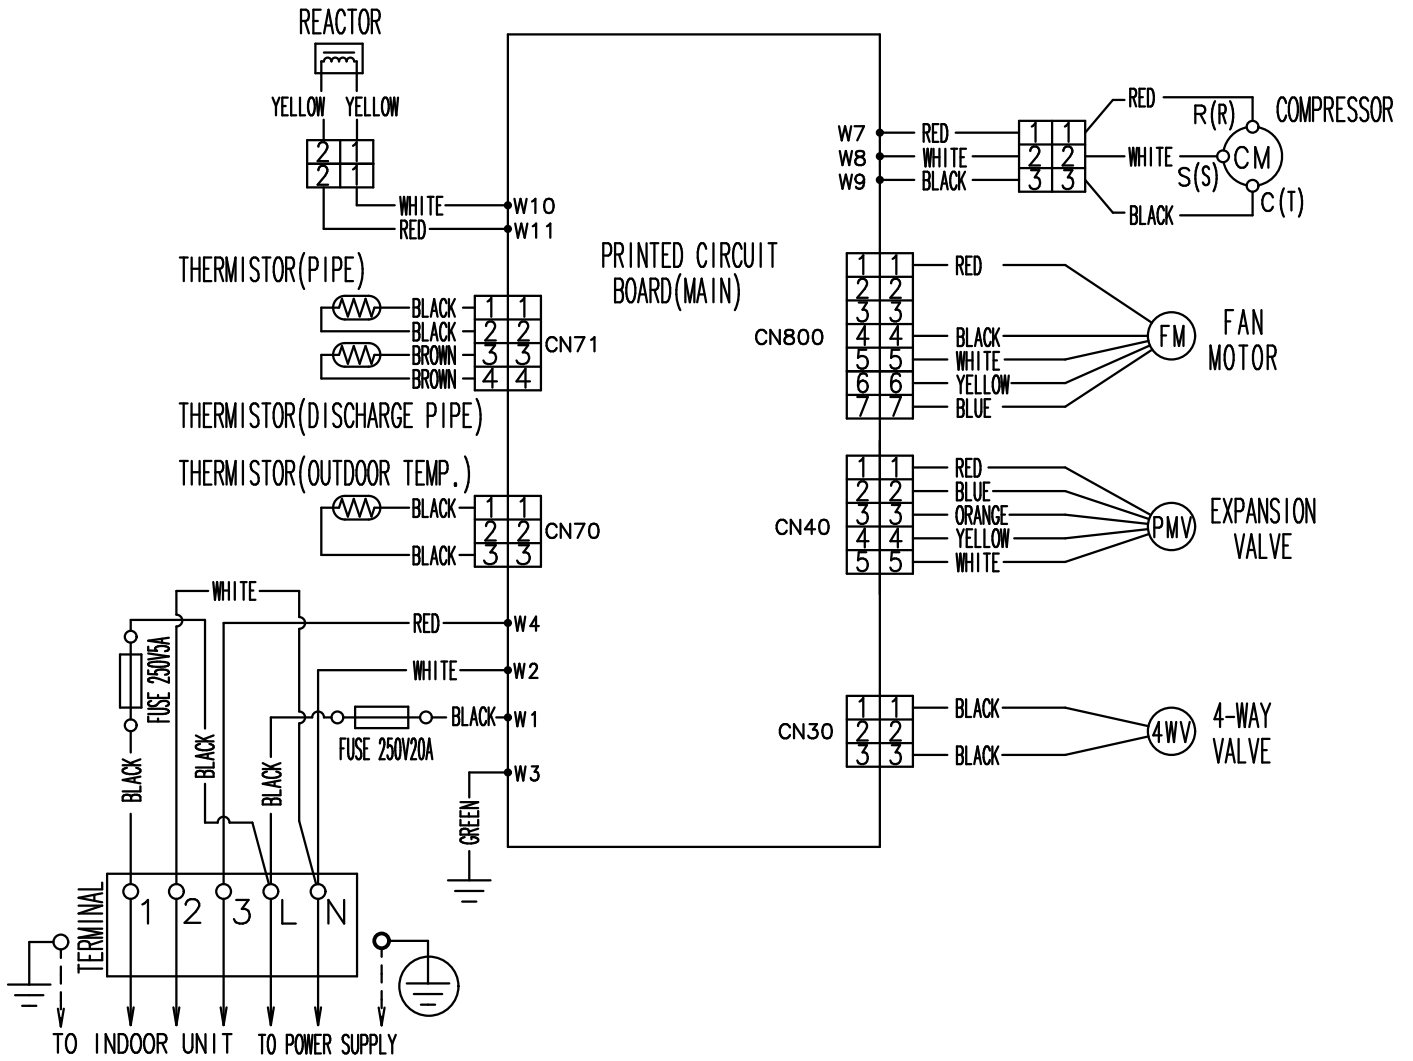 REACTOR
YELLOW YELLOW
2 1
2 1
WHITE W10
RED W11
PRINTED CIRCUIT
BOARD(MAIN)
W7 RED 1 1 RED
W8 WHITE 2 2 WHITE
W9 BLACK 3 3 BLACK
R(R)
S(S)
C(T)
CM
COMPRESSOR
THERMISTOR(PIPE)
BLACK 1 1
BLACK 2 2
BROWN 3 3
BROWN 4 4
CN71
THERMISTOR(DISCHARGE PIPE)
THERMISTOR(OUTDOOR TEMP.)
BLACK 1 1
2 2
BLACK 3 3
CN70
CN800
1 1 RED
2 2
3 3
4 4 BLACK
5 5 WHITE
6 6 YELLOW
7 7 BLUE
FM
FAN
MOTOR
CN40
1 1 RED
2 2 BLUE
3 3 ORANGE
4 4 YELLOW
5 5 WHITE
PMV
EXPANSION
VALVE
CN30
1 1 BLACK
2 2
3 3 BLACK
4WV
4-WAY
VALVE
WHITE
RED W4
WHITE W2
BLACK W1
FUSE 250V20A
W3
GREEN
FUSE 250V5A
BLACK
BLACK
BLACK
TERMINAL
1 2 3 L N
TO INDOOR UNIT
TO POWER SUPPLY